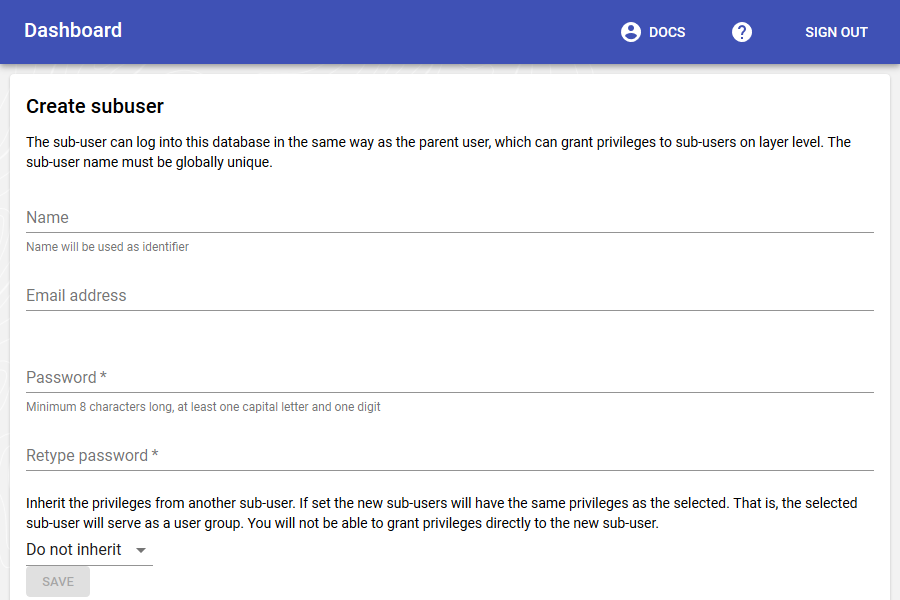 Dashboard
DOCS
?
SIGN OUT
Create subuser
The sub-user can log into this database in the same way as the parent user, which can grant privileges to sub-users on layer level. The
sub-user name must be globally unique.
Name
Name will be used as identifier
Email address
Password *
Minimum 8 characters long, at least one capital letter and one digit
Retype password *
Inherit the privileges from another sub-user. If set the new sub-users will have the same privileges as the selected. That is, the selected
sub-user will serve as a user group. You will not be able to grant privileges directly to the new sub-user.
Do not inherit
SAVE